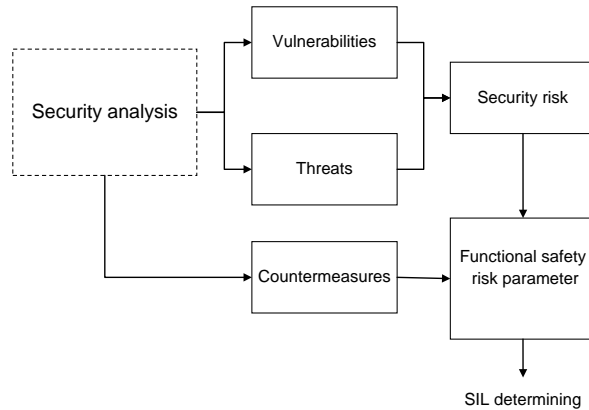 Vulnerabilities
Security analysis
Security risk
Threats
Countermeasures
Functional safety
risk parameter
SIL determining